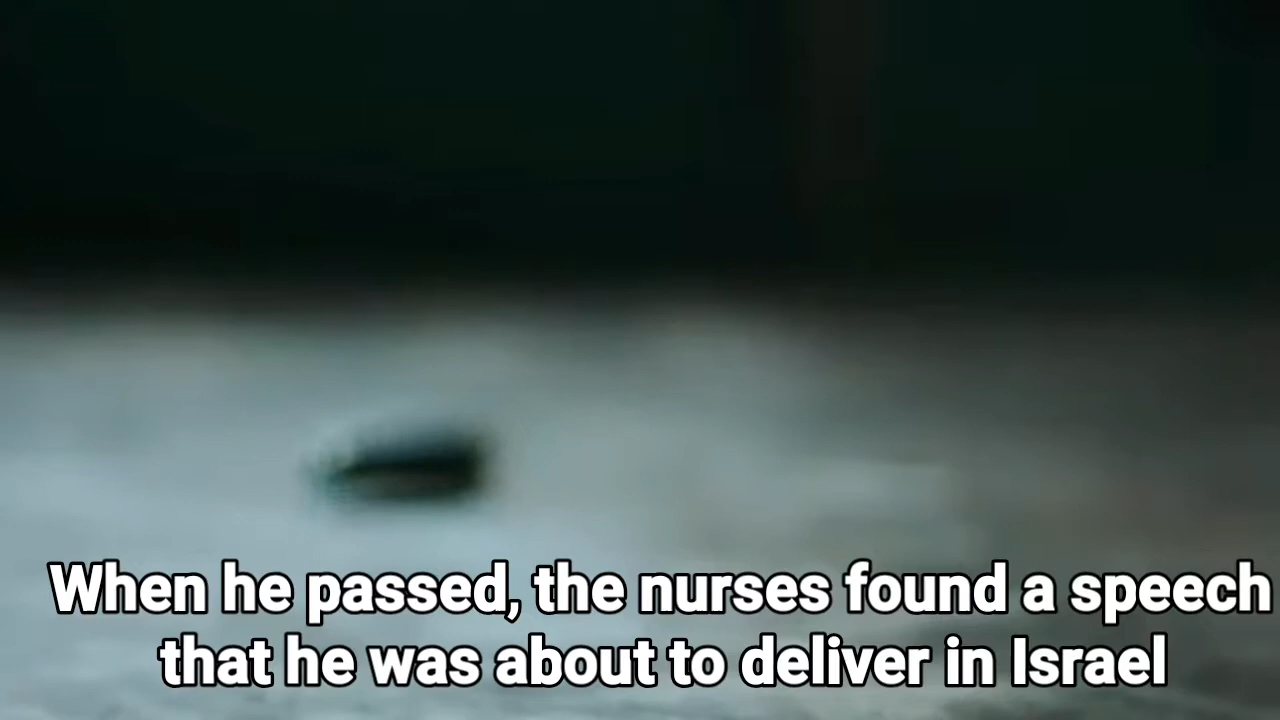 When he passed, the nurses found a speech
that he was about to deliver in Israel